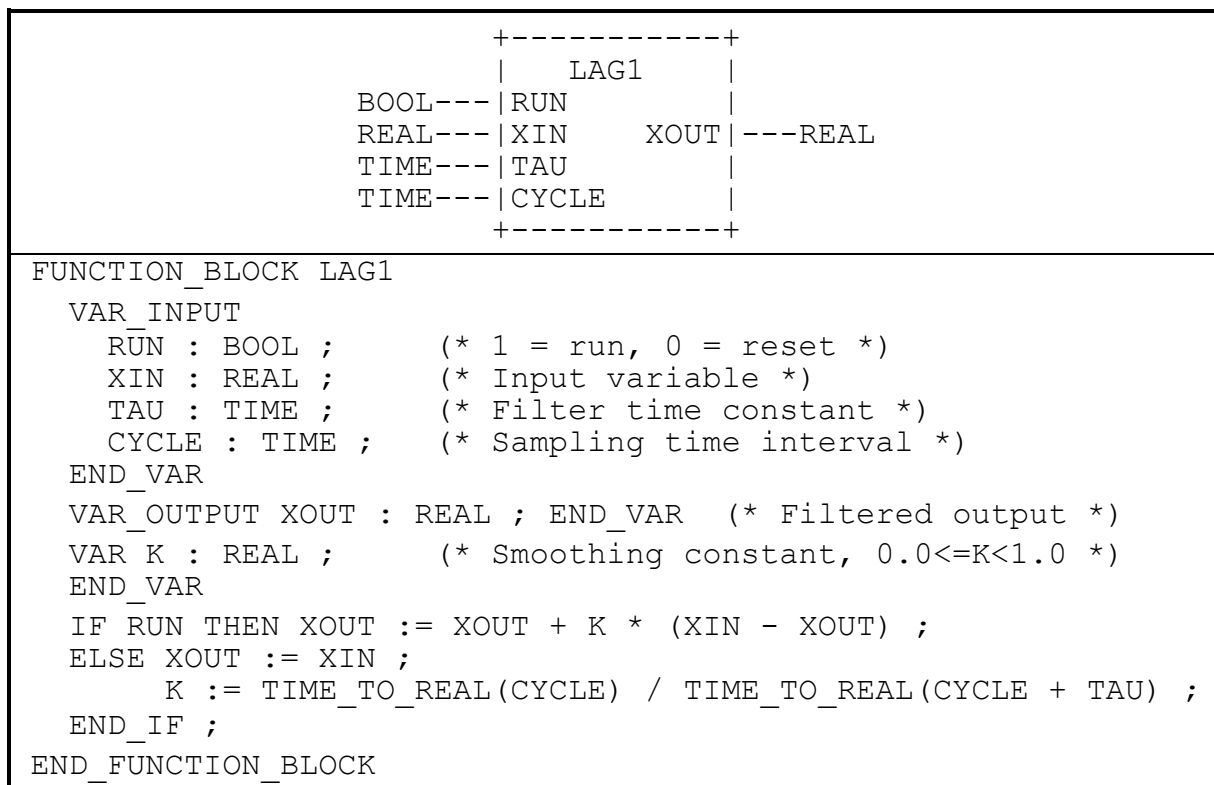 +-----------+
|   LAG1    |
BOOL---|RUN        |
REAL---|XIN    XOUT|---REAL
TIME---|TAU        |
TIME---|CYCLE      |
+-----------+
FUNCTION_BLOCK LAG1
VAR_INPUT
RUN : BOOL ;      (* 1 = run, 0 = reset *)
XIN : REAL ;      (* Input variable *)
TAU : TIME ;      (* Filter time constant *)
CYCLE : TIME ;    (* Sampling time interval *)
END_VAR
VAR_OUTPUT XOUT : REAL ; END_VAR  (* Filtered output *)
VAR K : REAL ;      (* Smoothing constant, 0.0<=K<1.0 *)
END_VAR
IF RUN THEN XOUT := XOUT + K * (XIN - XOUT) ;
ELSE XOUT := XIN ;
K := TIME_TO_REAL(CYCLE) / TIME_TO_REAL(CYCLE + TAU) ;
END_IF ;
END_FUNCTION_BLOCK